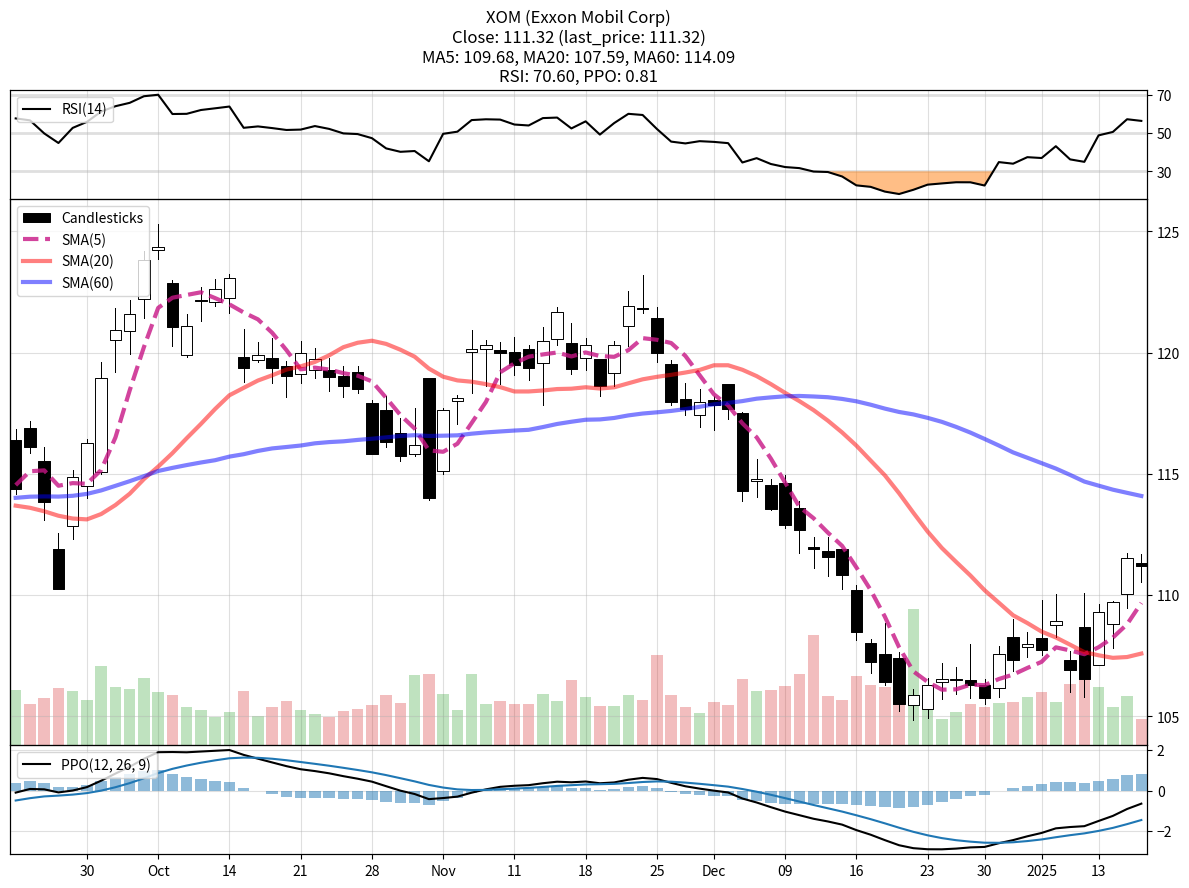 XOM (Exxon Mobil Corp)
Close: 111.32 (last_price: 111.32)
MA5: 109.68, MA20: 107.59, MA60: 114.09
RSI: 70.60, PPO: 0.81
RSI(14)
70
50
30
Candlesticks
SMA(5)
SMA(20)
SMA(60)
125
120
115
110
105
PPO(12, 26, 9)
2
0
−2
30
Oct
14
21
28
Nov
11
18
25
Dec
09
16
23
30
2025
13